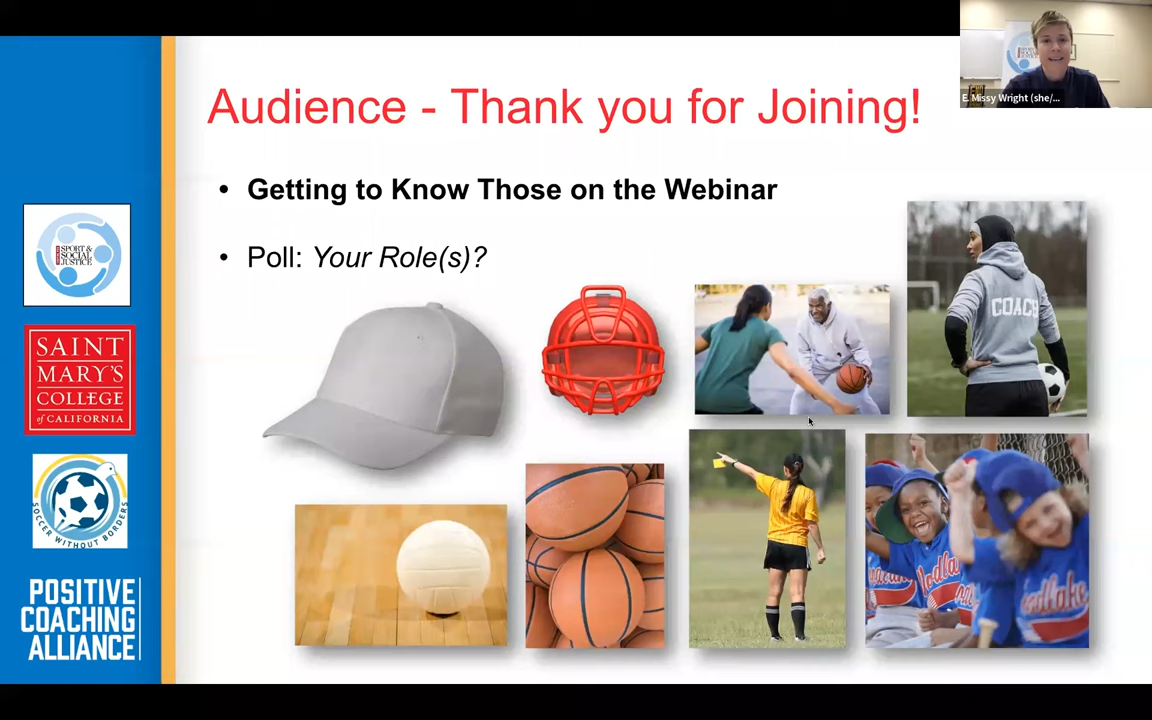 Audience - Thank you for Joining!
E. Missy Wright (she/...
• Getting to Know Those on the Webinar
• Poll: Your Role(s)?
SPORT &
SOCIAL
JUSTICE
SAINT
MARY'S
COLLEGE
of CALIFORNIA
SOCCER WITHOUT BORDERS
POSITIVE
COACHING
ALLIANCE
COACH